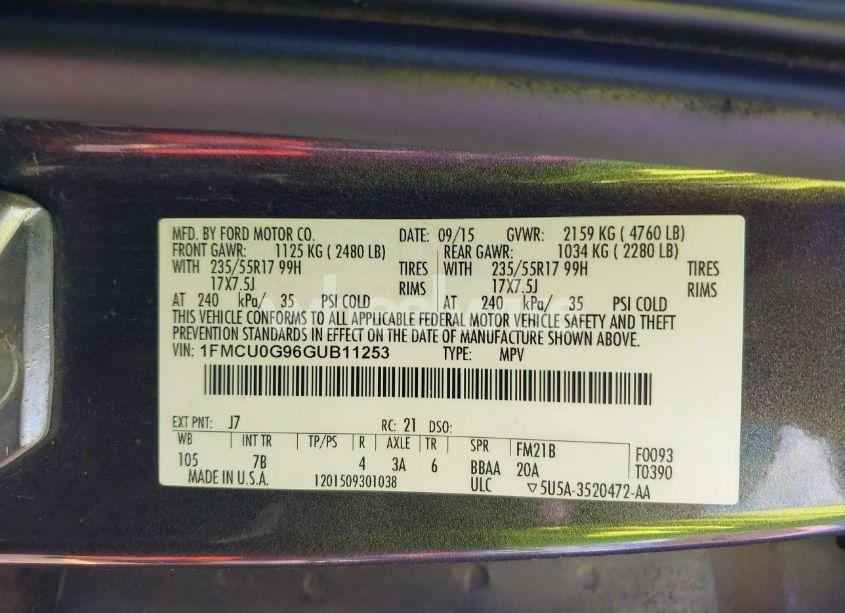 MFD. BY FORD MOTOR CO. DATE: 09/15 GVWR: 2159 KG ( 4760 LB)
FRONT GAWR: 1125 KG ( 2480 LB) REAR GAWR: 1034 KG ( 2280 LB)
WITH 235/55R17 99H TIRES WITH 235/55R17 99H TIRES
17X7.5J RIMS 17X7.5J RIMS
AT 240 kPa/ 35 PSI COLD AT 240 kPa/ 35 PSI COLD
THIS VEHICLE CONFORMS TO ALL APPLICABLE FEDERAL MOTOR VEHICLE SAFETY AND THEFT
PREVENTION STANDARDS IN EFFECT ON THE DATE OF MANUFACTURE SHOWN ABOVE.
VIN: 1FMCU0G96GUB11253 TYPE: MPV
EXT PNT: J7 RC: 21 DSO:
WB INT TR TP/PS R AXLE TR SPR FM21B F0093
105 7B 4 3A 6 BBAA 20A T0390
MADE IN U.S.A. 1201509301038 ULC ▽5U5A-3520472-AA